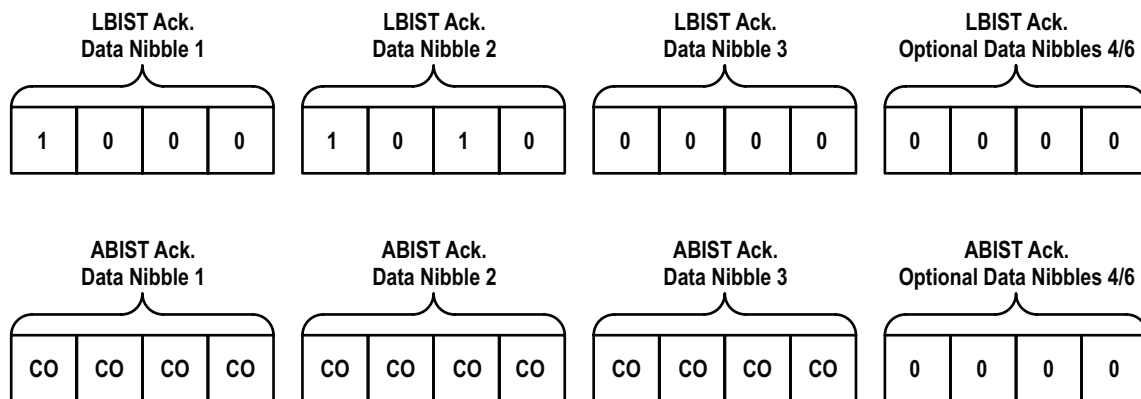 LBIST Ack. LBIST Ack. LBIST Ack. LBIST Ack.
Data Nibble 1 Data Nibble 2 Data Nibble 3 Optional Data Nibbles 4/6
1 0 0 0 1 0 1 0 0 0 0 0 0 0 0 0
ABIST Ack. ABIST Ack. ABIST Ack. ABIST Ack.
Data Nibble 1 Data Nibble 2 Data Nibble 3 Optional Data Nibbles 4/6
CO CO CO CO CO CO CO CO CO CO CO CO 0 0 0 0